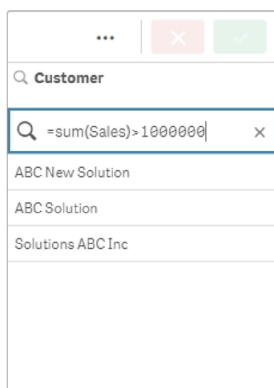 Customer
=sum(Sales)>1000000
ABC New Solution
ABC Solution
Solutions ABC Inc